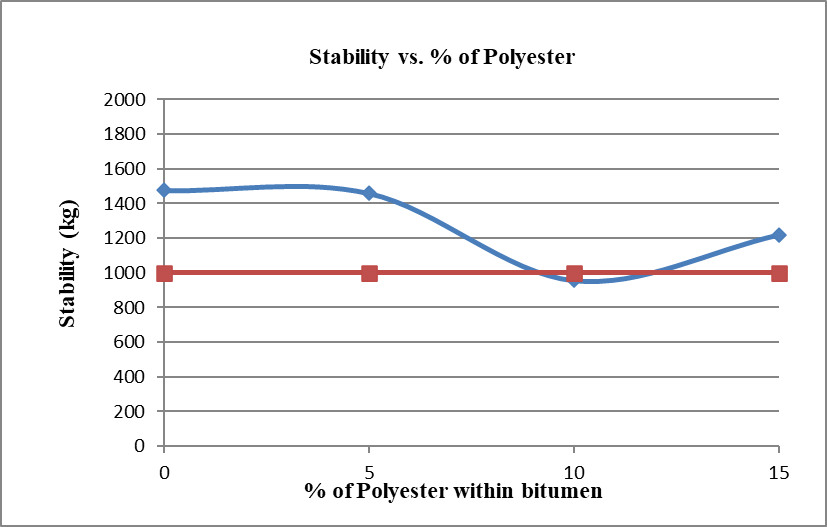 Stability vs. % of Polyester
Stability (kg)
2000
1800
1600
1400
1200
1000
800
600
400
200
0
0 5 10 15
% of Polyester within bitumen